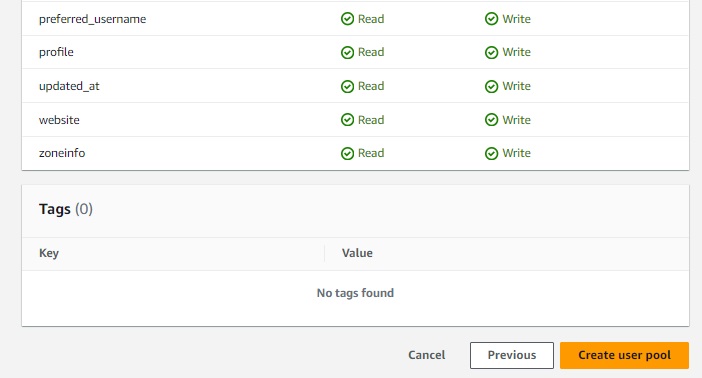 preferred_username Read Write
profile Read Write
updated_at Read Write
website Read Write
zoneinfo Read Write
Tags (0)
Key Value
No tags found
Cancel Previous Create user pool